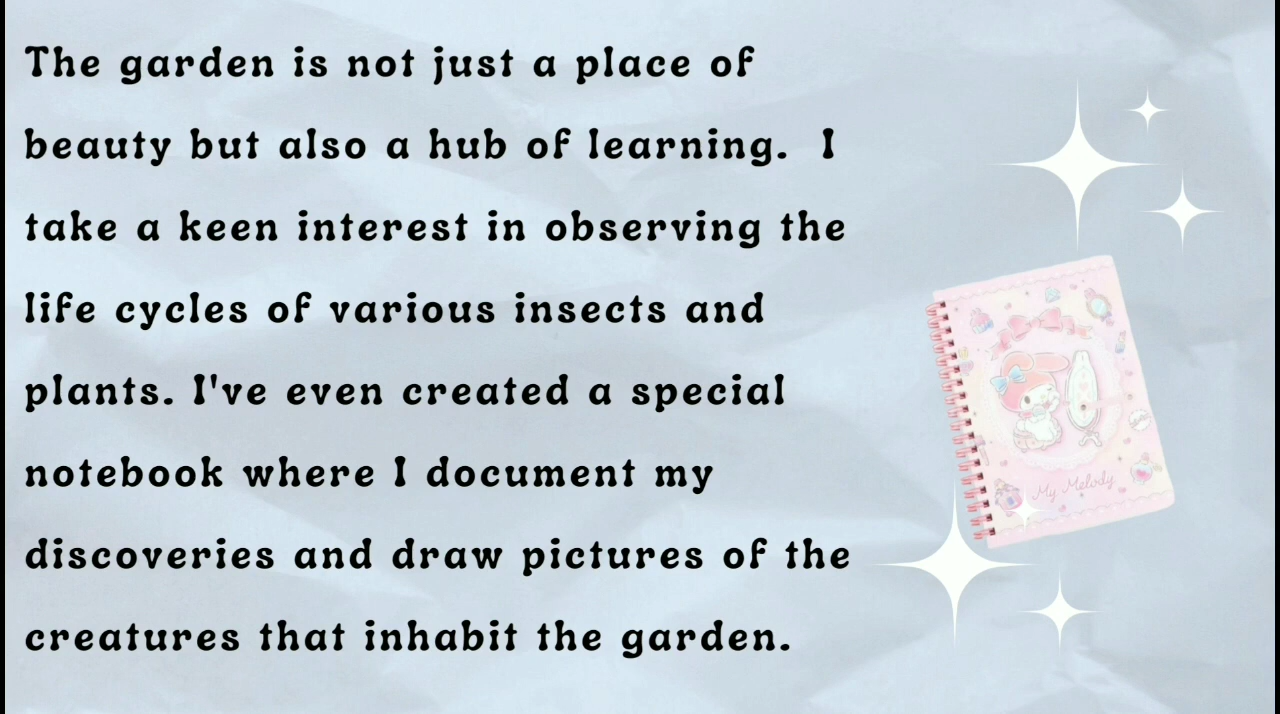 The garden is not just a place of
beauty but also a hub of learning.  I
take a keen interest in observing the
life cycles of various insects and
plants. I've even created a special
notebook where I document my
discoveries and draw pictures of the
creatures that inhabit the garden.
My Melody